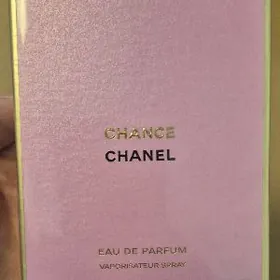 CHANCE
CHANEL
EAU DE PARFUM
VAPORISATEUR SPRAY